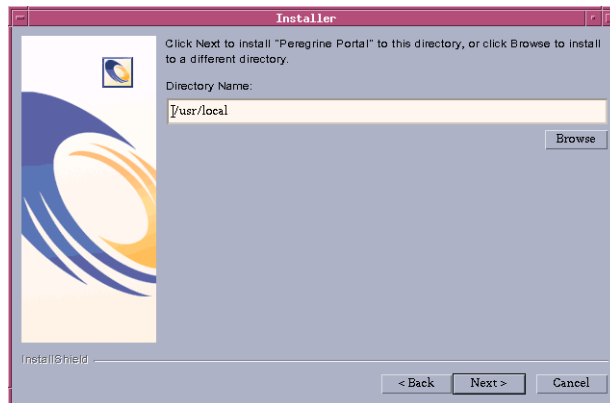 Installer
Click Next to install "Peregrine Portal" to this directory, or click Browse to install
to a different directory.
Directory Name:
/usr/local
Browse
InstallShield
< Back
Next >
Cancel